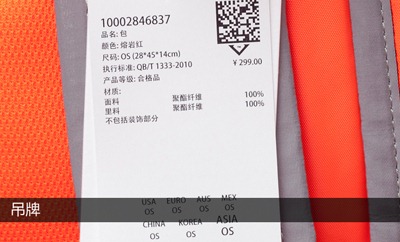 10002846837
品名: 包
颜色: 熔岩红
尺码: OS (28*45*14cm)
执行标准: QB/T 1333-2010
¥ 299.00
产品等级: 合格品
材质:
面料 聚酯纤维 100%
里料 聚酯纤维 100%
不包括装饰部分
USA EURO AUS MEX
OS OS OS OS
CHINA KOREA ASIA
OS OS OS
吊牌